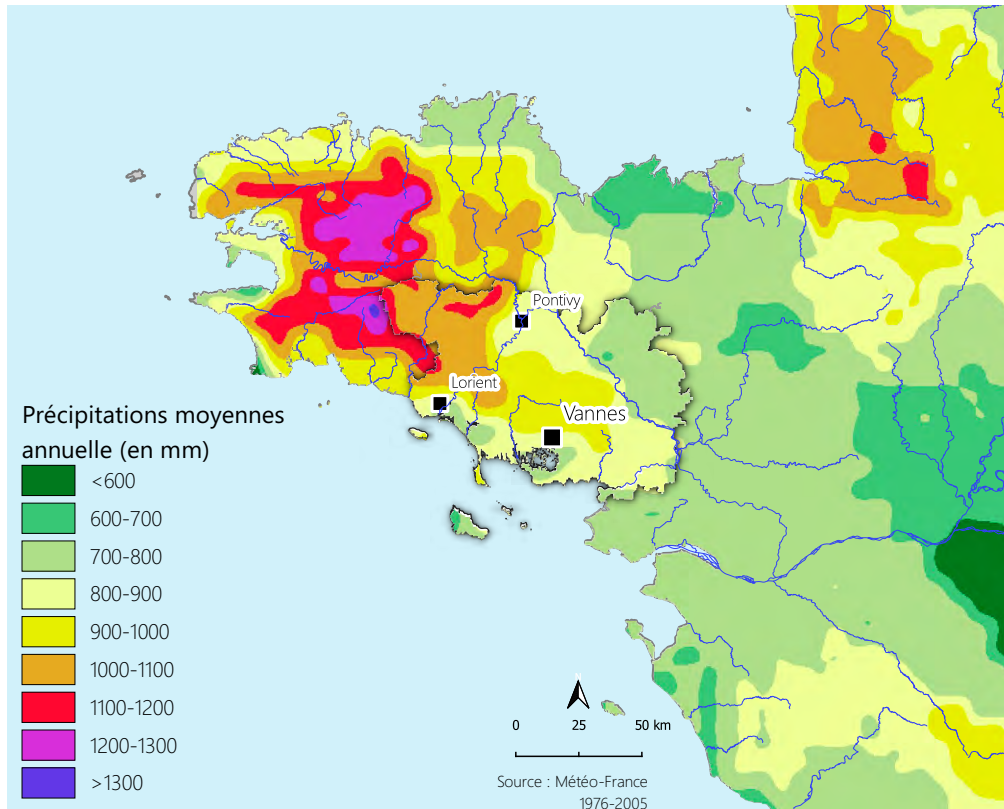 Pontivy
Lorient
Vannes
Précipitations moyennes
annuelle (en mm)
<600
600-700
700-800
800-900
900-1000
1000-1100
1100-1200
1200-1300
>1300
0 25 50 km
Source : Météo-France
1976-2005